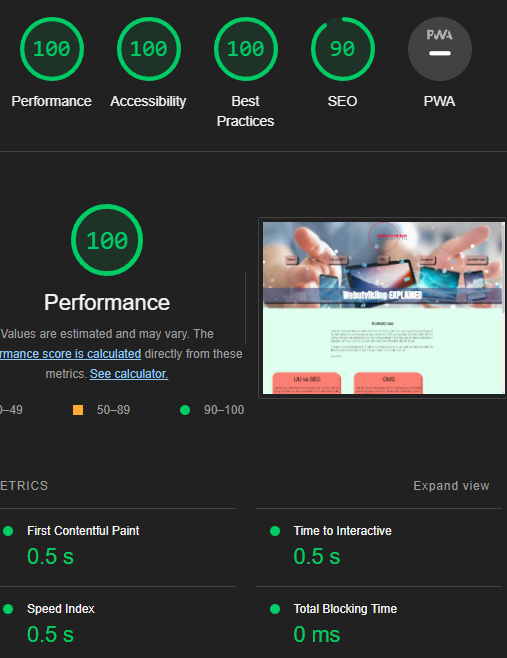 100
100
100
90
PWA
Performance
Accessibility
Best
Practices
SEO
PWA
100
Performance
Values are estimated and may vary. The
rmance score is calculated directly from these
metrics. See calculator.
0–49
50–89
90–100
Webutvikling EXPLAINED
Kontakt oss
UU vs SEO
OMS
ETRICS
Expand view
First Contentful Paint
0.5 s
Time to Interactive
0.5 s
Speed Index
0.5 s
Total Blocking Time
0 ms